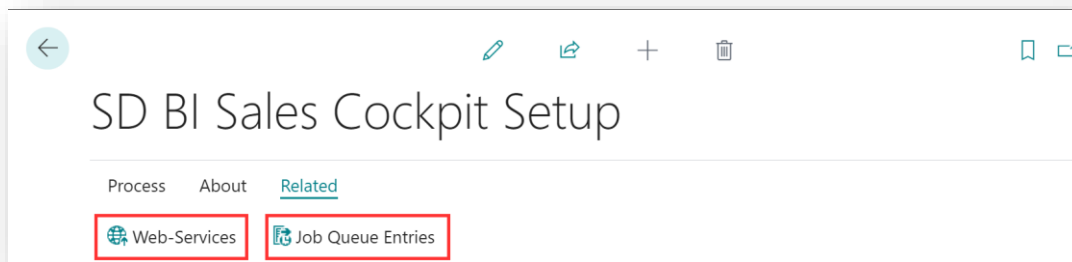 SD BI Sales Cockpit Setup
Process About Related
Web-Services Job Queue Entries